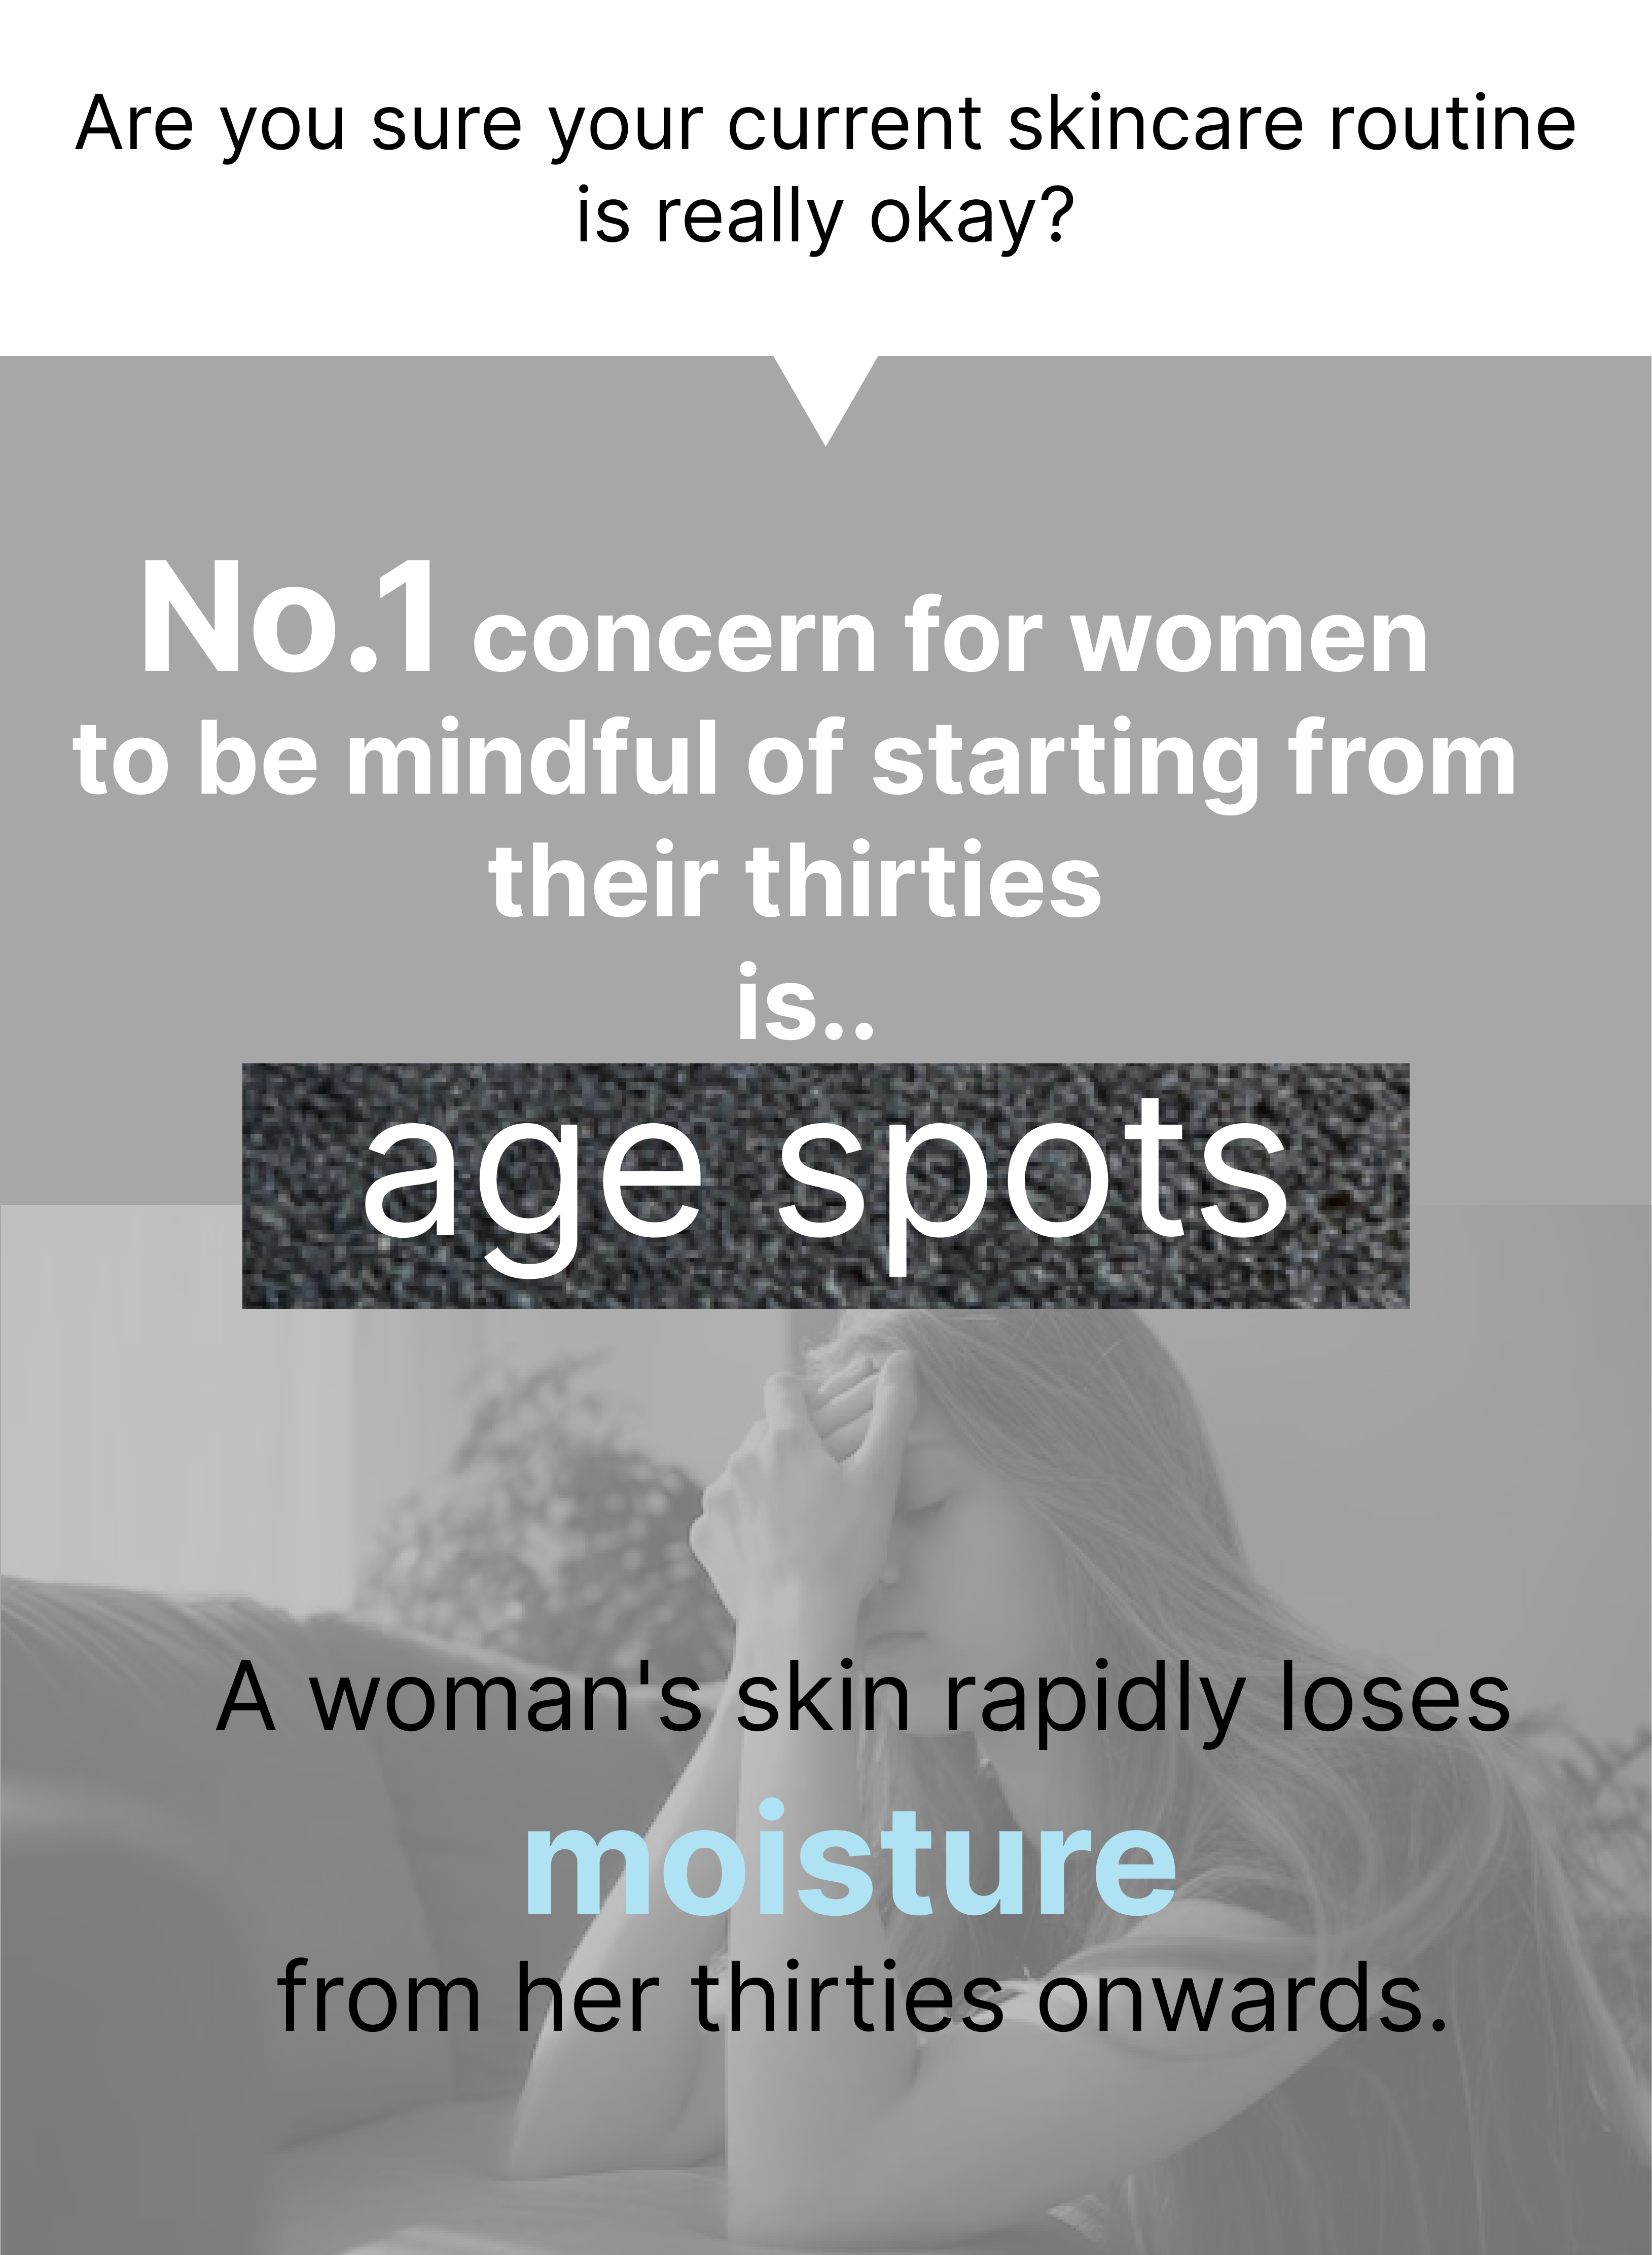 Are you sure your current skincare routine
is really okay?
No.1 concern for women
to be mindful of starting from
their thirties
is..
age spots
A woman's skin rapidly loses
moisture
from her thirties onwards.